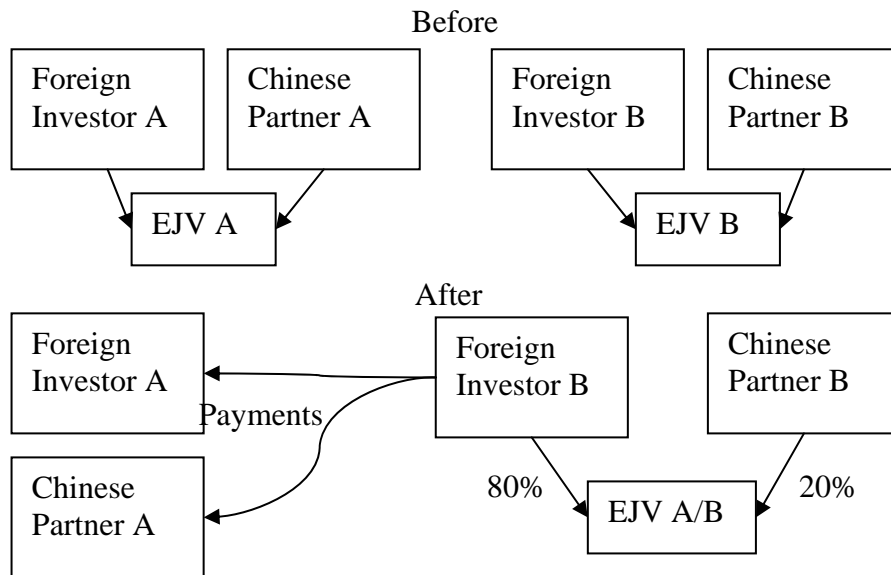 Before
Foreign
Investor A
Chinese
Partner A
Foreign
Investor B
Chinese
Partner B
EJV A
EJV B
After
Foreign
Investor A
Foreign
Investor B
Chinese
Partner B
Payments
Chinese
Partner A
80%
EJV A/B
20%